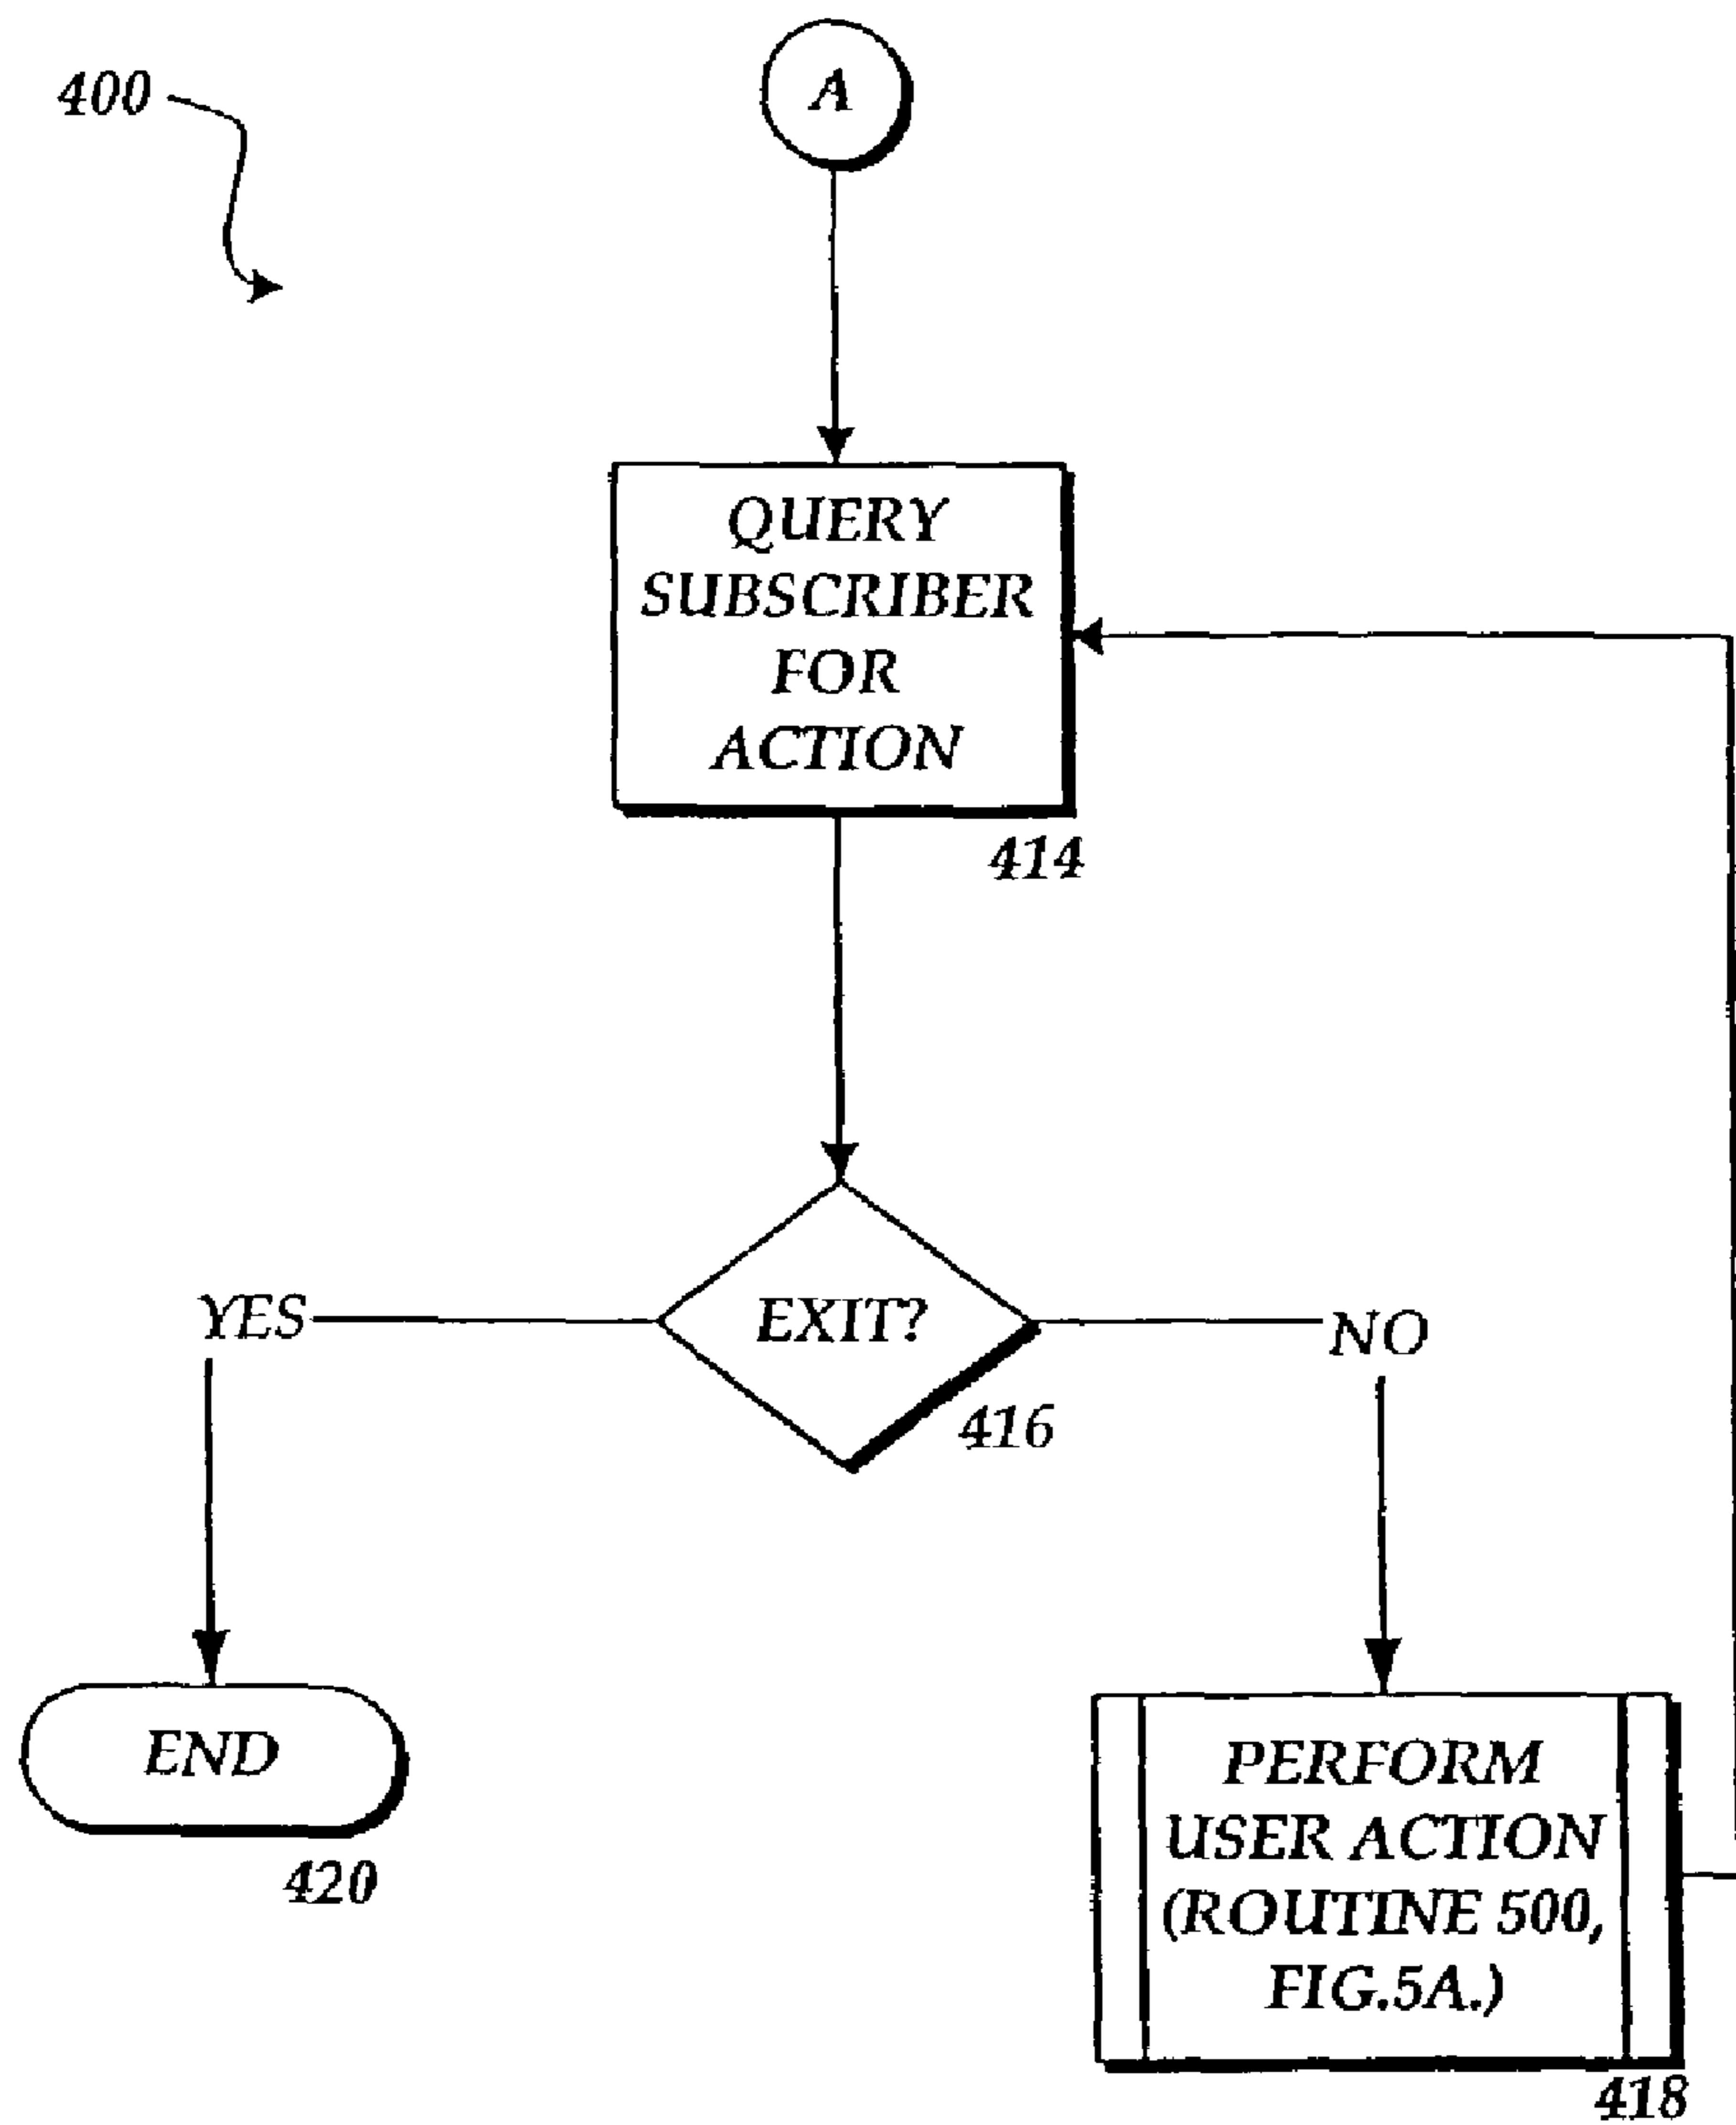 400
A
QUERY
SUBSCRIBER
FOR
ACTION
414
EXIT?
YES
NO
416
END
420
PERFORM
USER ACTION
(ROUTINE 500,
FIG.5A.)
418